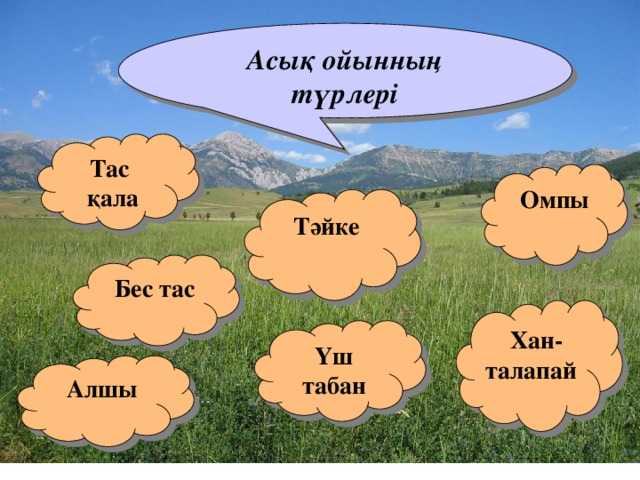 Асық ойынның
түрлері
Тас
қала
Омпы
Тәйке
Бес тас
Хан-
талапай
Үш
табан
Алшы